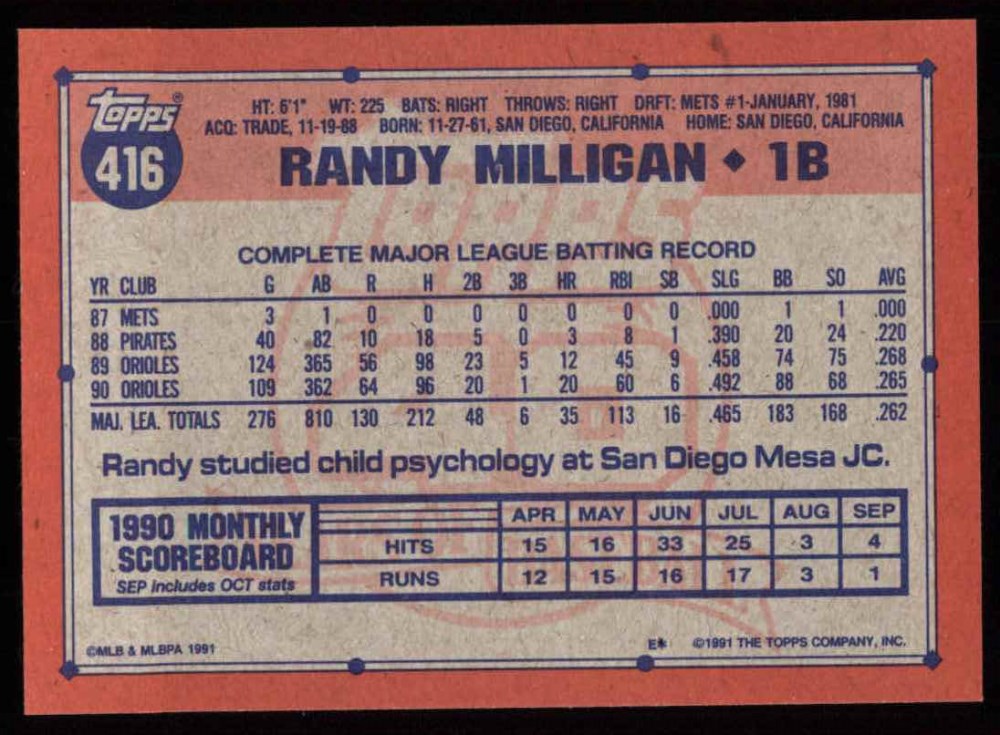 topps®
416
HT: 6'1" WT: 225 BATS: RIGHT THROWS: RIGHT DRFT: METS #1-JANUARY, 1981
ACQ: TRADE, 11-19-88 BORN: 11-27-61, SAN DIEGO, CALIFORNIA HOME: SAN DIEGO, CALIFORNIA
RANDY MILLIGAN ◆ 1B
COMPLETE MAJOR LEAGUE BATTING RECORD
YR CLUB G AB R H 2B 3B HR RBI SB SLG BB SO AVG
87 METS 3 1 0 0 0 0 0 0 0 .000 1 1 .000
88 PIRATES 40 82 10 18 5 0 3 8 1 .390 20 24 .220
89 ORIOLES 124 365 56 98 23 5 12 45 9 .458 74 75 .268
90 ORIOLES 109 362 64 96 20 1 20 60 6 .492 88 68 .265
MAJ. LEA. TOTALS 276 810 130 212 48 6 35 113 16 .465 183 168 .262
Randy studied child psychology at San Diego Mesa JC.
1990 MONTHLY
SCOREBOARD
SEP includes OCT stats
APR MAY JUN JUL AUG SEP
HITS 15 16 33 25 3 4
RUNS 12 15 16 17 3 1
©MLB & MLBPA 1991
E* ©1991 THE TOPPS COMPANY, INC.